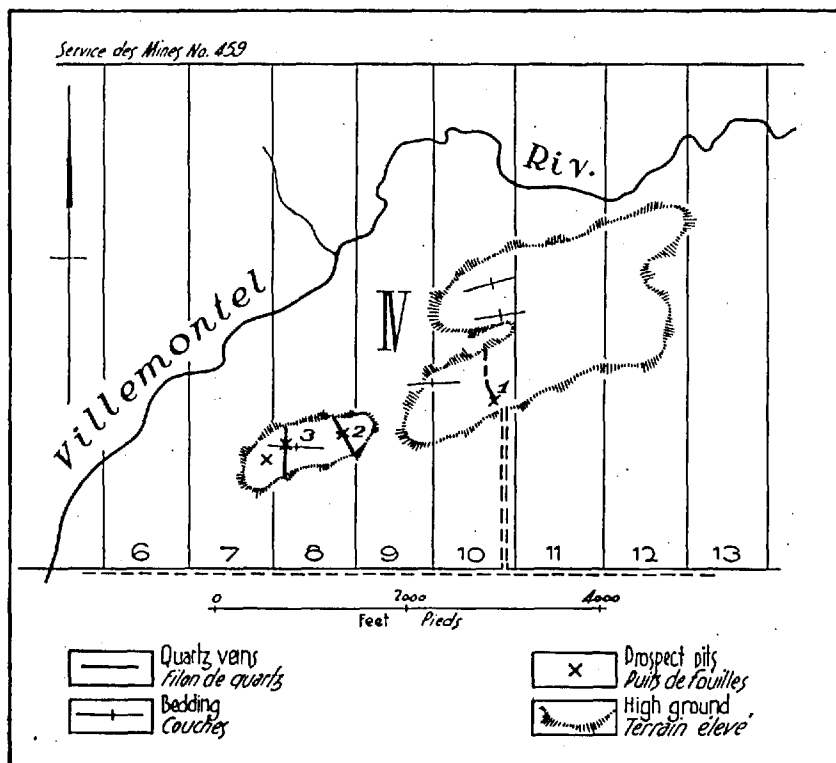 Service des Mines No. 459
Riv.
Villemontel
IV
1
3
2
6 7 8 9 10 11 12 13
0 2000 4000
Feet Pieds
Quartz veins
Filon de quartz
Bedding
Couches
Prospect pits
Puits de fouilles
High ground
Terrain élevé